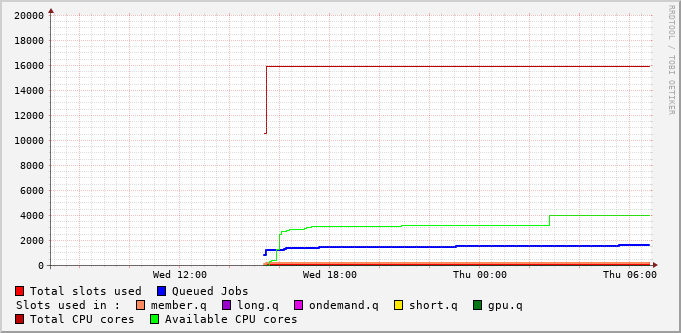 RRDTOOL / TOBI OETIKER
20000
18000
16000
14000
12000
10000
8000
6000
4000
2000
0
Wed 12:00 Wed 18:00 Thu 00:00 Thu 06:00
Total slots used Queued Jobs
Slots used in : member.q long.q ondemand.q short.q gpu.q
Total CPU cores Available CPU cores